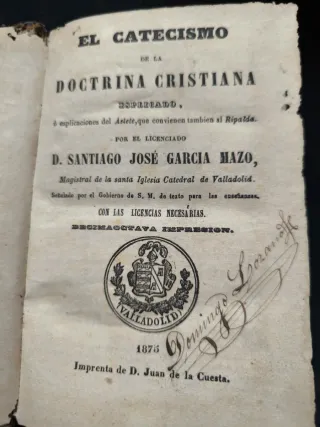 EL CATECISMO
DE LA
DOCTRINA CRISTIANA
ESPLICADO,
ó esplicaciones del Astete, que convienen tambien al Ripalda.
POR EL LICENCIADO
D. SANTIAGO JOSÉ GARCIA MAZO,
Magistral de la santa Iglesia Catedral de Valladolid.
Señalado por el Gobierno de S. M. de texto para las enseñanzas.
CON LAS LICENCIAS NECESÁRIAS.
DECIMAOCTAVA IMPRESION.
VALLADOLID
Domingo Lozano
1875
Imprenta de D. Juan de la Cuesta.